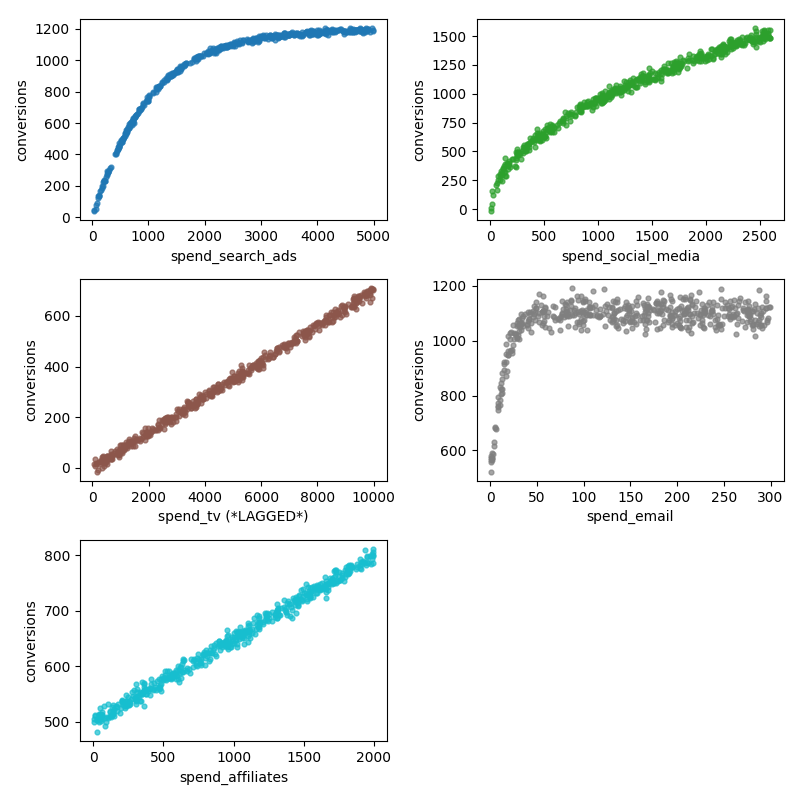 1200
1000
800
600
400
200
0
conversions
0 1000 2000 3000 4000 5000
spend_search_ads
1500
1250
1000
750
500
250
0
conversions
0 500 1000 1500 2000 2500
spend_social_media
600
400
200
0
conversions
0 2000 4000 6000 8000 10000
spend_tv (*LAGGED*)
1200
1000
800
600
conversions
0 50 100 150 200 250 300
spend_email
800
700
600
500
conversions
0 500 1000 1500 2000
spend_affiliates